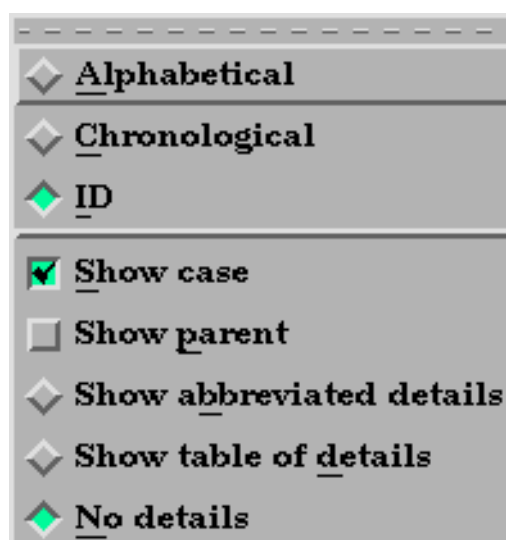 Alphabetical
Chronological
ID
Show case
Show parent
Show abbreviated details
Show table of details
No details